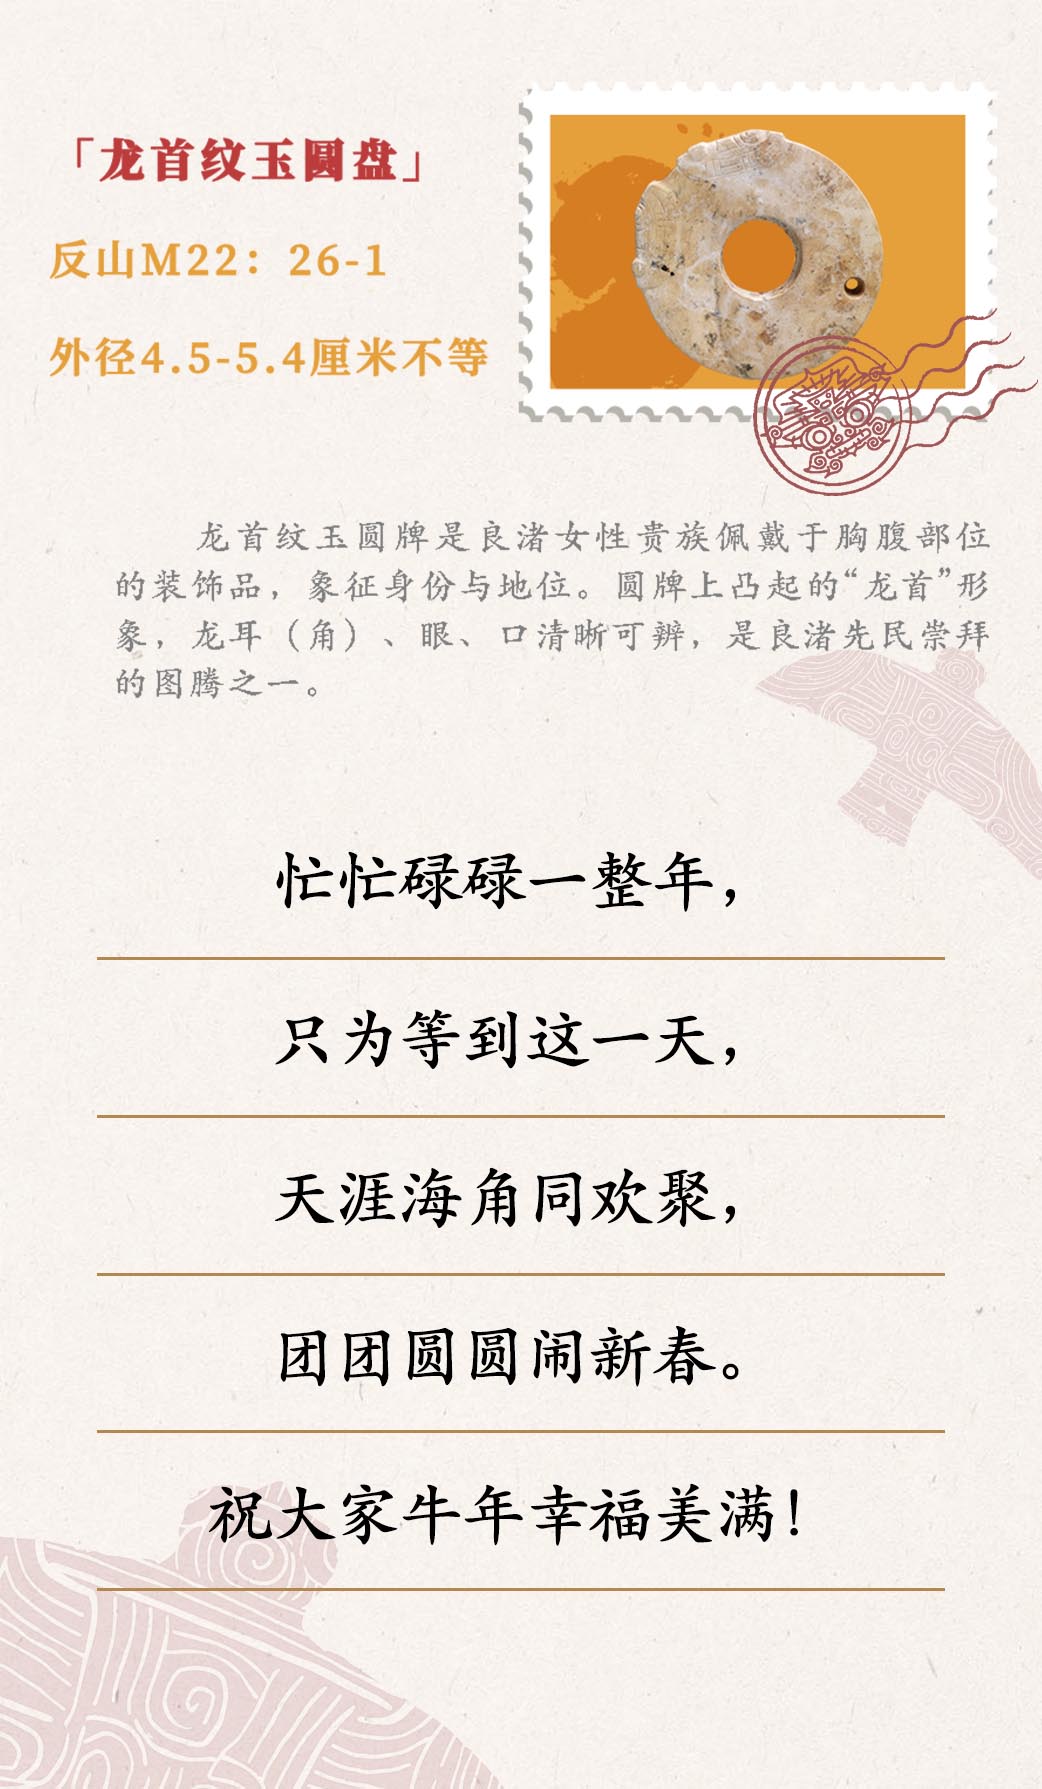 「龙首纹玉圆盘」
反山M22：26-1
外径4.5-5.4厘米不等
龙首纹玉圆牌是良渚女性贵族佩戴于胸腹部位
的装饰品，象征身份与地位。圆牌上凸起的“龙首”形
象，龙耳（角）、眼、口清晰可辨，是良渚先民崇拜
的图腾之一。
忙忙碌碌一整年，
只为等到这一天，
天涯海角同欢聚，
团团圆圆闹新春。
祝大家牛年幸福美满！